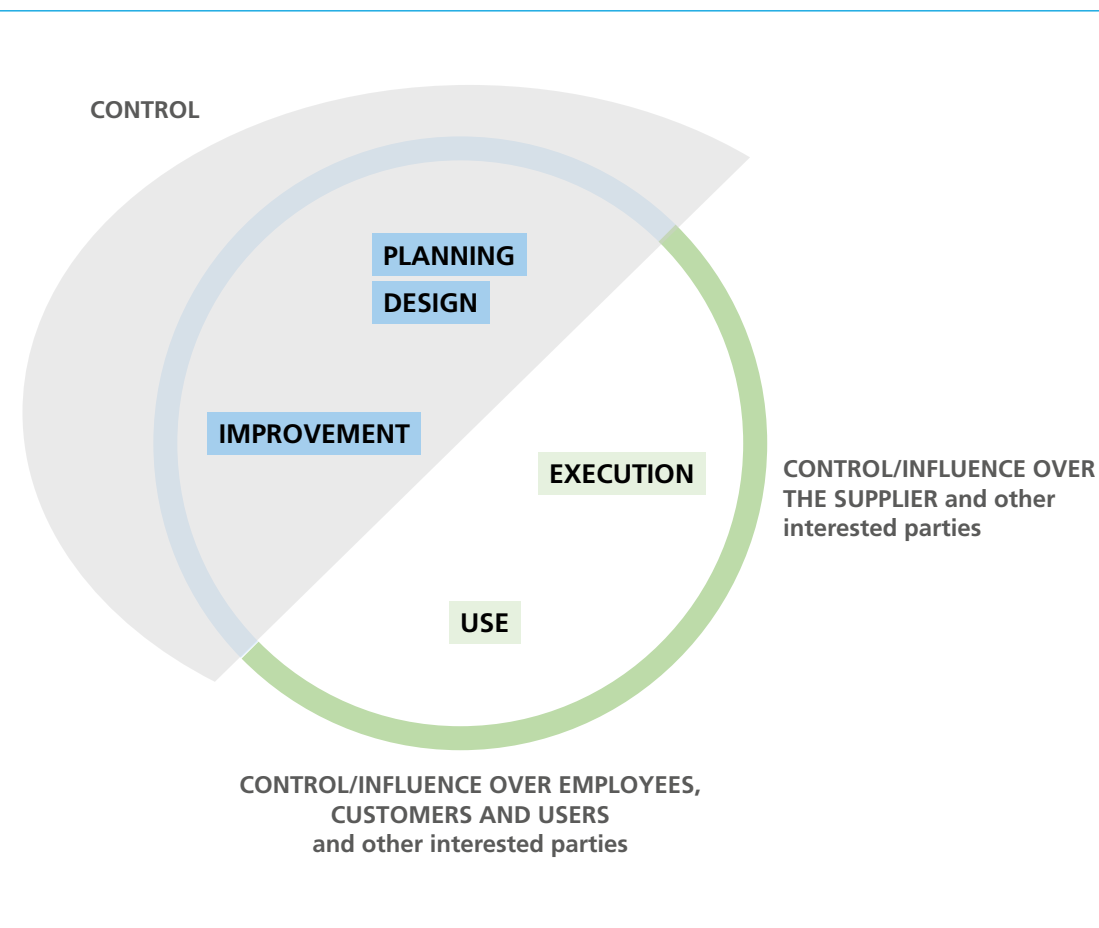 CONTROL
PLANNING
DESIGN
IMPROVEMENT
EXECUTION
CONTROL/INFLUENCE OVER
THE SUPPLIER and other
interested parties
USE
CONTROL/INFLUENCE OVER EMPLOYEES,
CUSTOMERS AND USERS
and other interested parties